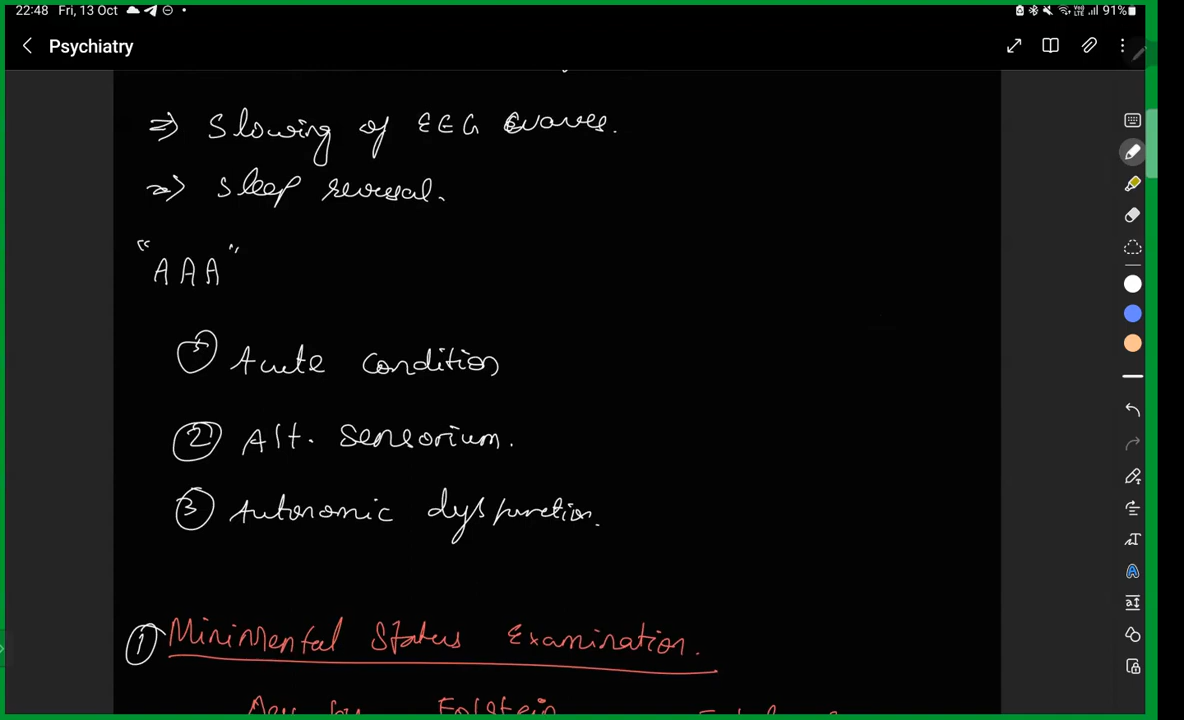 22:48 Fri, 13 Oct
91%
Psychiatry
=> Slowing of EEG waves.
=> Sleep reversal.
"AAA"
① Acute condition
② Alt. Sensorium.
③ Autonomic dysfunction.
① MiniMental Status Examination.
Folstein